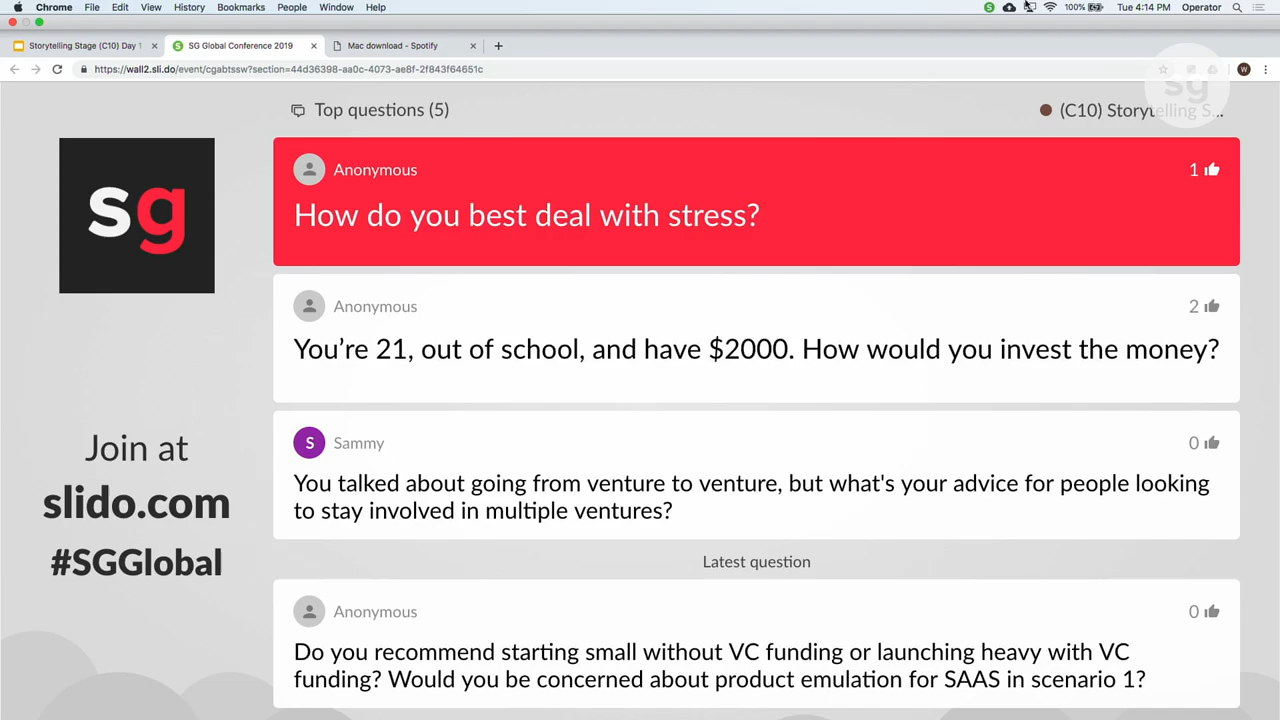 Chrome File Edit View History Bookmarks People Window Help 100% Tue 4:14 PM Operator
Storytelling Stage (C10) Day 1
SG Global Conference 2019
Mac download - Spotify
https://wall2.sli.do/event/cgabtssw?section=44d36398-aa0c-4073-ae8f-2f843f64651c
W
sg
Top questions (5)
(C10) Storytelling S...
sg
Anonymous
1
How do you best deal with stress?
Anonymous
2
You’re 21, out of school, and have $2000. How would you invest the money?
S
Sammy
0
You talked about going from venture to venture, but what's your advice for people looking
to stay involved in multiple ventures?
Join at
slido.com
#SGGlobal
Latest question
Anonymous
0
Do you recommend starting small without VC funding or launching heavy with VC
funding? Would you be concerned about product emulation for SAAS in scenario 1?